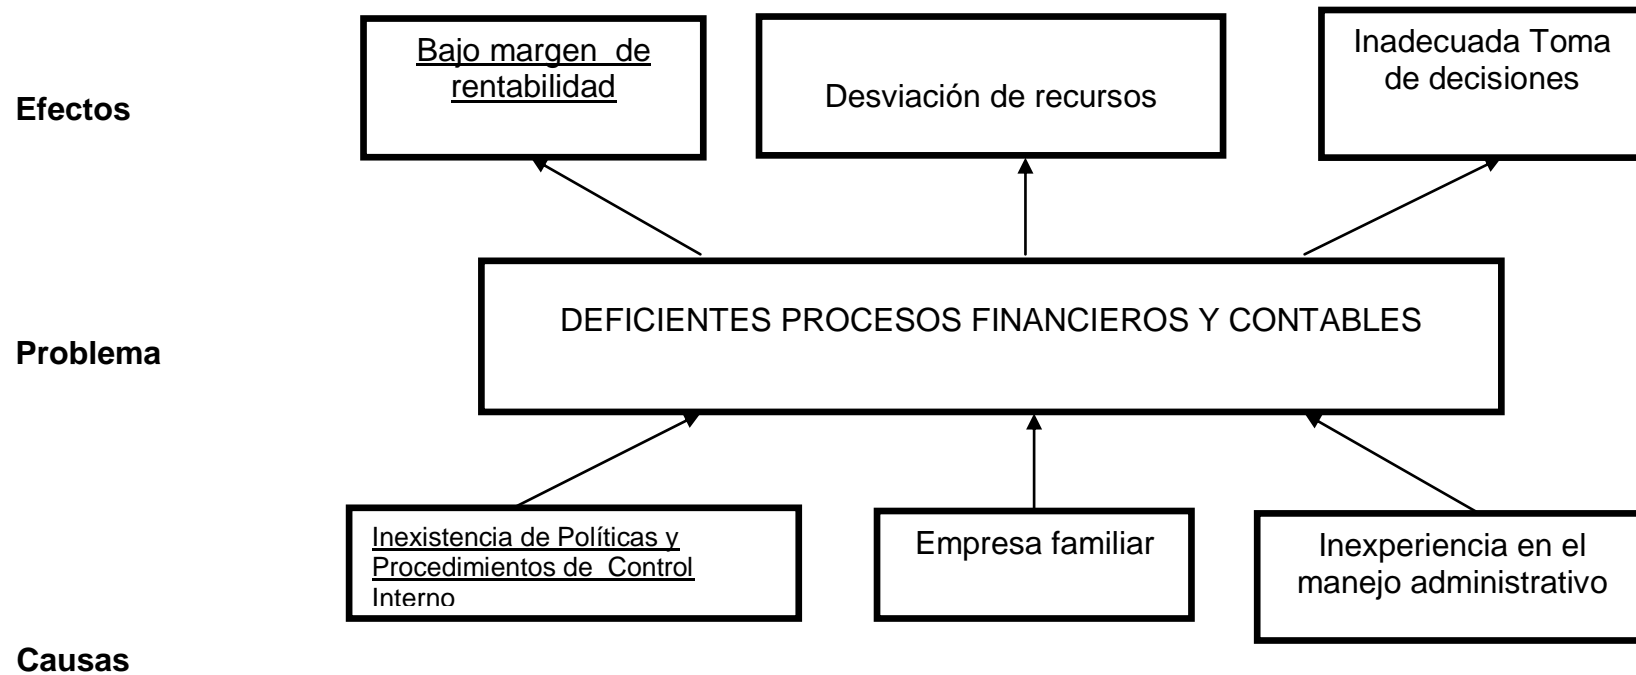 Bajo margen  de
rentabilidad
Desviación de recursos
Inadecuada Toma
de decisiones
Efectos
DEFICIENTES PROCESOS FINANCIEROS Y CONTABLES
Problema
Inexistencia de Políticas y
Procedimientos de  Control
Interno
Empresa familiar
Inexperiencia en el
manejo administrativo
Causas